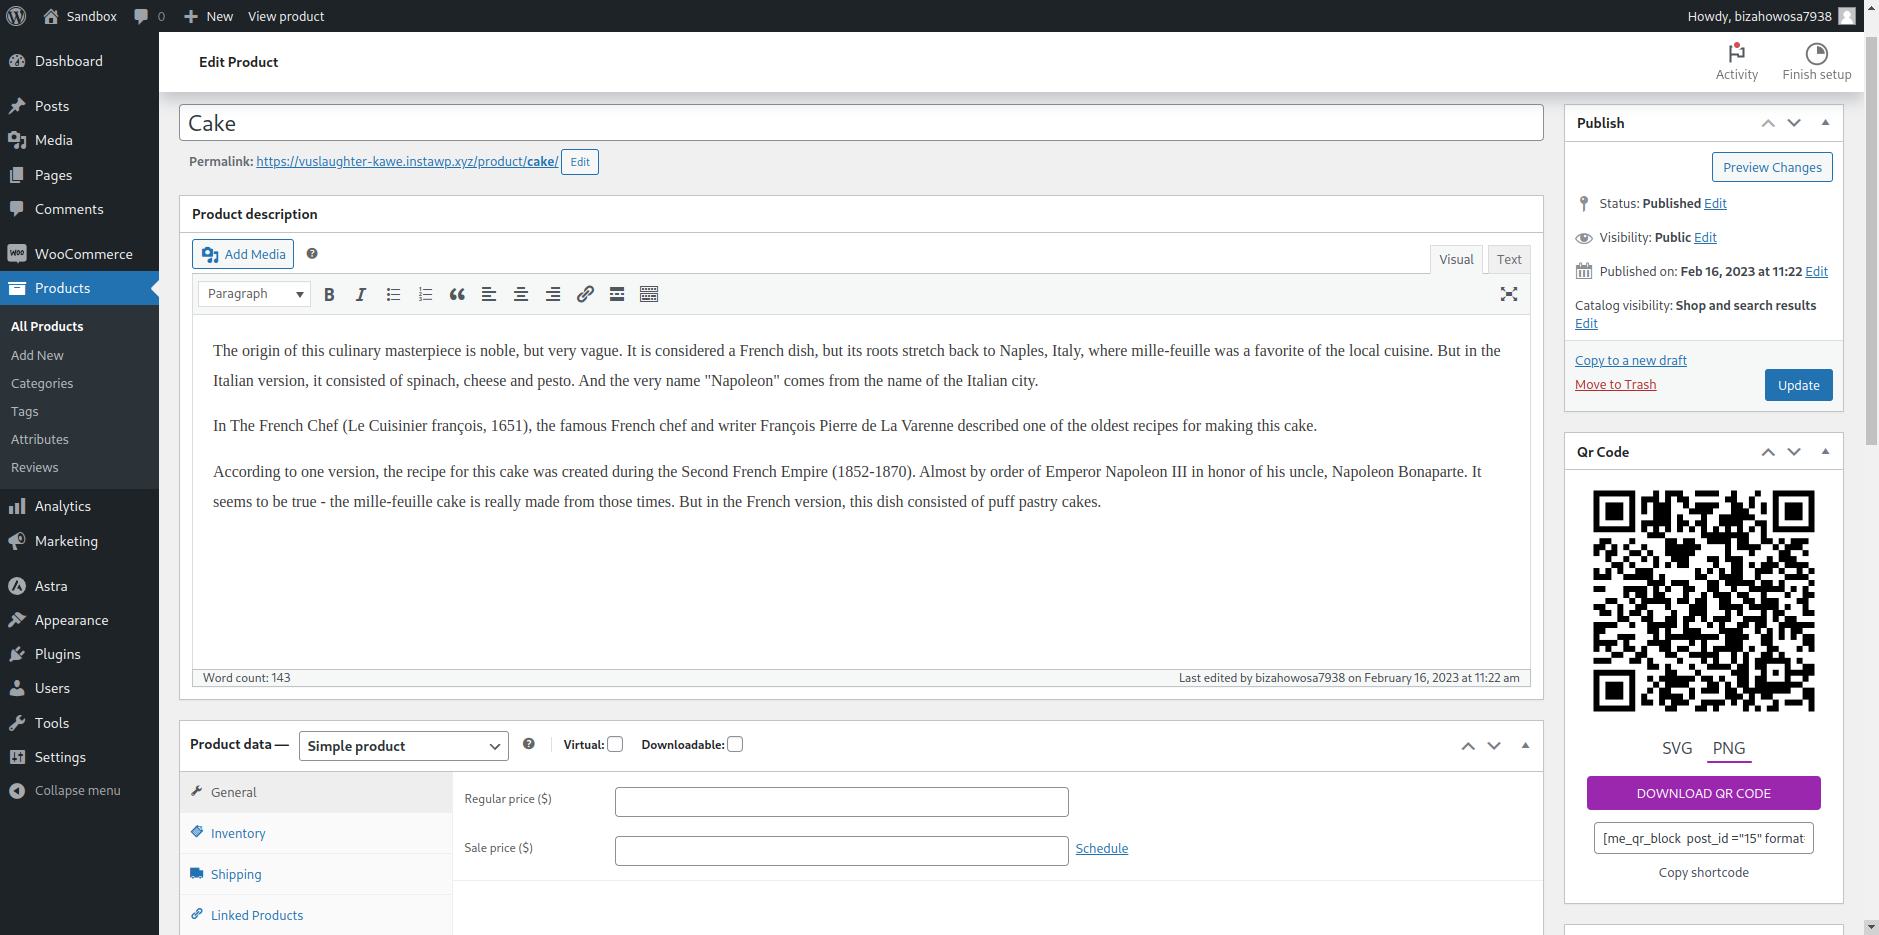 Sandbox 0 New View product Howdy, bizahowosa7938
Dashboard
Posts
Media
Pages
Comments
WooCommerce
Products
All Products
Add New
Categories
Tags
Attributes
Reviews
Analytics
Marketing
Astra
Appearance
Plugins
Users
Tools
Settings
Collapse menu
Edit Product
Activity
Finish setup
Cake
Permalink: https://vuslaughter-kawe.instawp.xyz/product/cake/ Edit
Product description
Add Media
Visual Text
Paragraph
The origin of this culinary masterpiece is noble, but very vague. It is considered a French dish, but its roots stretch back to Naples, Italy, where mille-feuille was a favorite of the local cuisine. But in the
Italian version, it consisted of spinach, cheese and pesto. And the very name "Napoleon" comes from the name of the Italian city.
In The French Chef (Le Cuisinier françois, 1651), the famous French chef and writer François Pierre de La Varenne described one of the oldest recipes for making this cake.
According to one version, the recipe for this cake was created during the Second French Empire (1852-1870). Almost by order of Emperor Napoleon III in honor of his uncle, Napoleon Bonaparte. It
seems to be true - the mille-feuille cake is really made from those times. But in the French version, this dish consisted of puff pastry cakes.
Word count: 143
Last edited by bizahowosa7938 on February 16, 2023 at 11:22 am
Product data — Simple product Virtual: Downloadable:
General
Inventory
Shipping
Linked Products
Regular price ($)
Sale price ($) Schedule
Publish
Preview Changes
Status: Published Edit
Visibility: Public Edit
Published on: Feb 16, 2023 at 11:22 Edit
Catalog visibility: Shop and search results
Edit
Copy to a new draft
Move to Trash
Update
Qr Code
SVG PNG
DOWNLOAD QR CODE
[me_qr_block post_id ="15" format
Copy shortcode